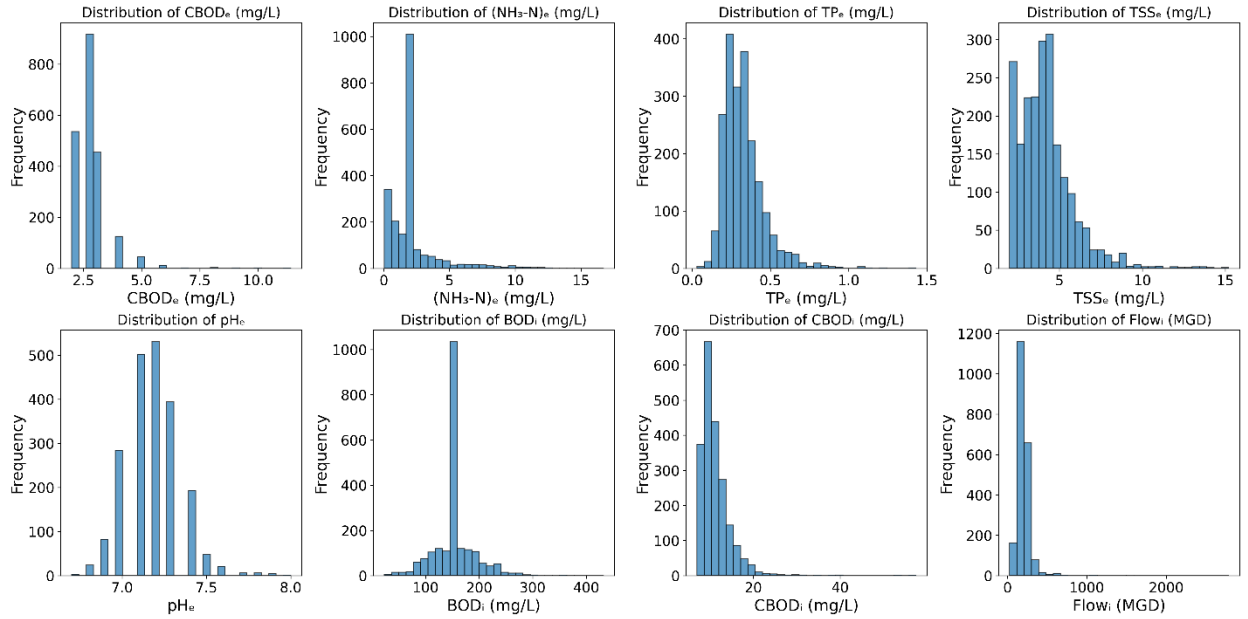 Distribution of CBODₑ (mg/L)
Frequency
800
600
400
200
0
2.5 5.0 7.5 10.0
CBODₑ (mg/L)
Distribution of (NH₃-N)ₑ (mg/L)
Frequency
1000
800
600
400
200
0
0 5 10 15
(NH₃-N)ₑ (mg/L)
Distribution of TPₑ (mg/L)
Frequency
400
300
200
100
0
0.0 0.5 1.0 1.5
TPₑ (mg/L)
Distribution of TSSₑ (mg/L)
Frequency
300
250
200
150
100
50
0
5 10 15
TSSₑ (mg/L)
Distribution of pHₑ
Frequency
500
400
300
200
100
0
7.0 7.5 8.0
pHₑ
Distribution of BODᵢ (mg/L)
Frequency
1000
800
600
400
200
0
100 200 300 400
BODᵢ (mg/L)
Distribution of CBODᵢ (mg/L)
Frequency
700
600
500
400
300
200
100
0
20 40
CBODᵢ (mg/L)
Distribution of Flowᵢ (MGD)
Frequency
1200
1000
800
600
400
200
0
0 1000 2000
Flowᵢ (MGD)